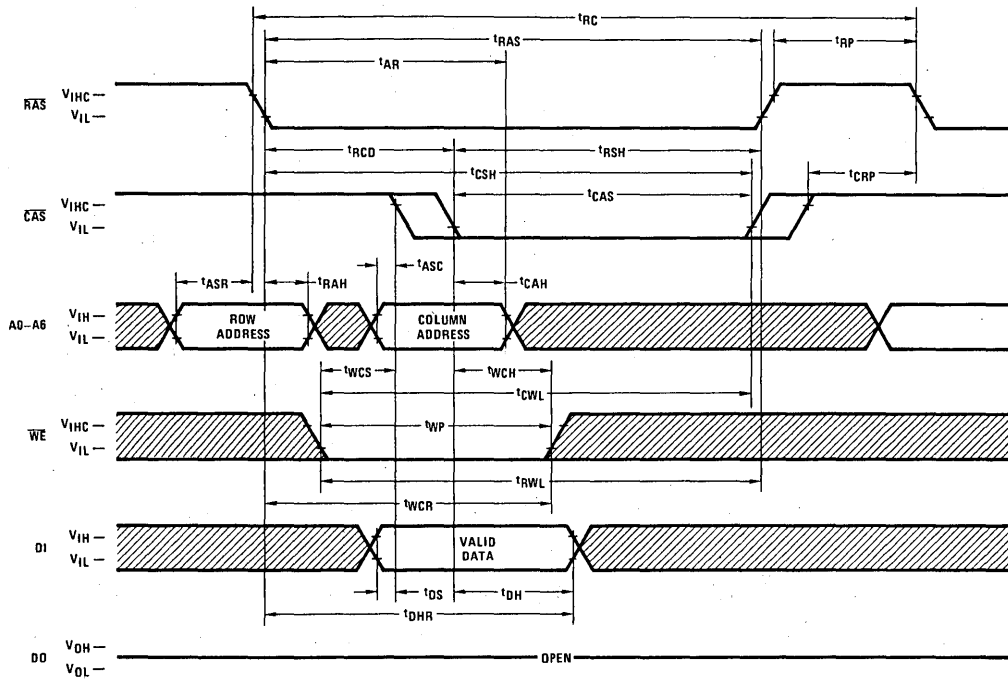 tRC
tRAS
tRP
tAR
RAS
VIHC
VIL
tRCD
tRSH
tCSH
tCRP
CAS
VIHC
VIL
tCAS
tASC
tASR
tRAH
tCAH
A0-A6
VIH
VIL
ROW
ADDRESS
COLUMN
ADDRESS
tWCS
tWCH
tCWL
WE
VIHC
VIL
tWP
tRWL
tWCR
DI
VIH
VIL
VALID
DATA
tDS
tDH
tDHR
DO
VOH
VOL
OPEN